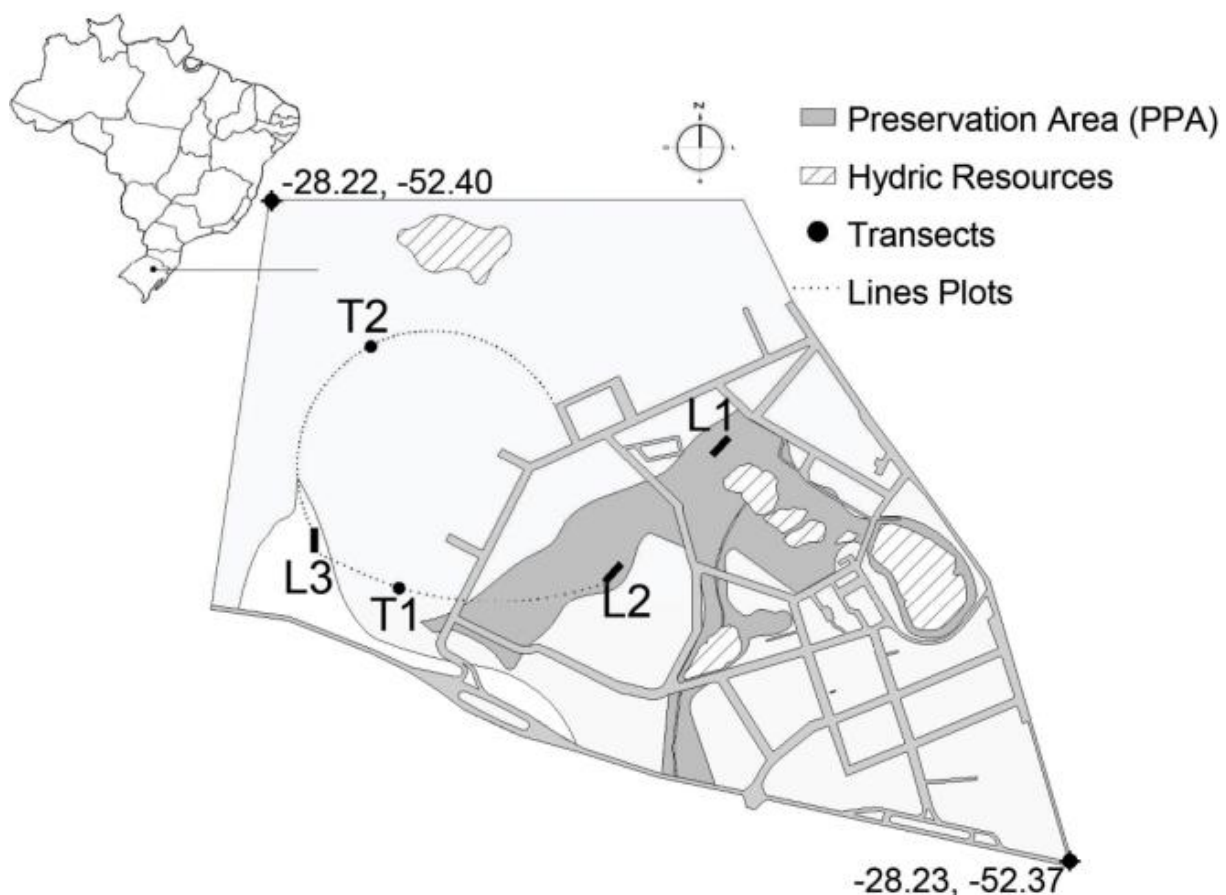 N
Preservation Area (PPA)
Hydric Resources
Transects
Lines Plots
-28.22, -52.40
T2
L1
L3
T1
L2
-28.23, -52.37